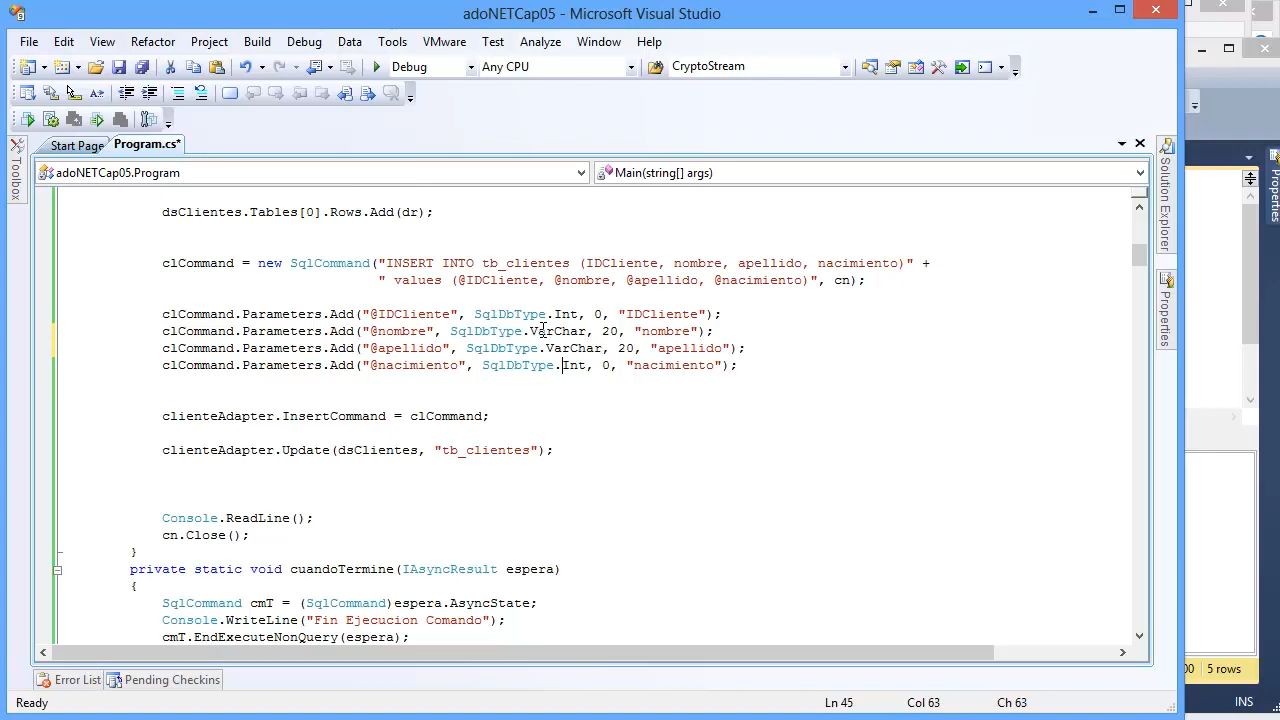 adoNETCap05 - Microsoft Visual Studio
File Edit View Refactor Project Build Debug Data Tools VMware Test Analyze Window Help
Debug Any CPU CryptoStream
Start Page Program.cs*
adoNETCap05.Program Main(string[] args)
Toolbox
Solution Explorer
Properties
Properties
dsClientes.Tables[0].Rows.Add(dr);
clCommand = new SqlCommand("INSERT INTO tb_clientes (IDCliente, nombre, apellido, nacimiento)" +
" values (@IDCliente, @nombre, @apellido, @nacimiento)", cn);
clCommand.Parameters.Add("@IDCliente", SqlDbType.Int, 0, "IDCliente");
clCommand.Parameters.Add("@nombre", SqlDbType.VarChar, 20, "nombre");
clCommand.Parameters.Add("@apellido", SqlDbType.VarChar, 20, "apellido");
clCommand.Parameters.Add("@nacimiento", SqlDbType.Int, 0, "nacimiento");
clienteAdapter.InsertCommand = clCommand;
clienteAdapter.Update(dsClientes, "tb_clientes");
Console.ReadLine();
cn.Close();
}
private static void cuandoTermine(IAsyncResult espera)
{
SqlCommand cmT = (SqlCommand)espera.AsyncState;
Console.WriteLine("Fin Ejecucion Comando");
cmT.EndExecuteNonQuery(espera);
Error List Pending Checkins
00 5 rows
Ready Ln 45 Col 63 Ch 63 INS